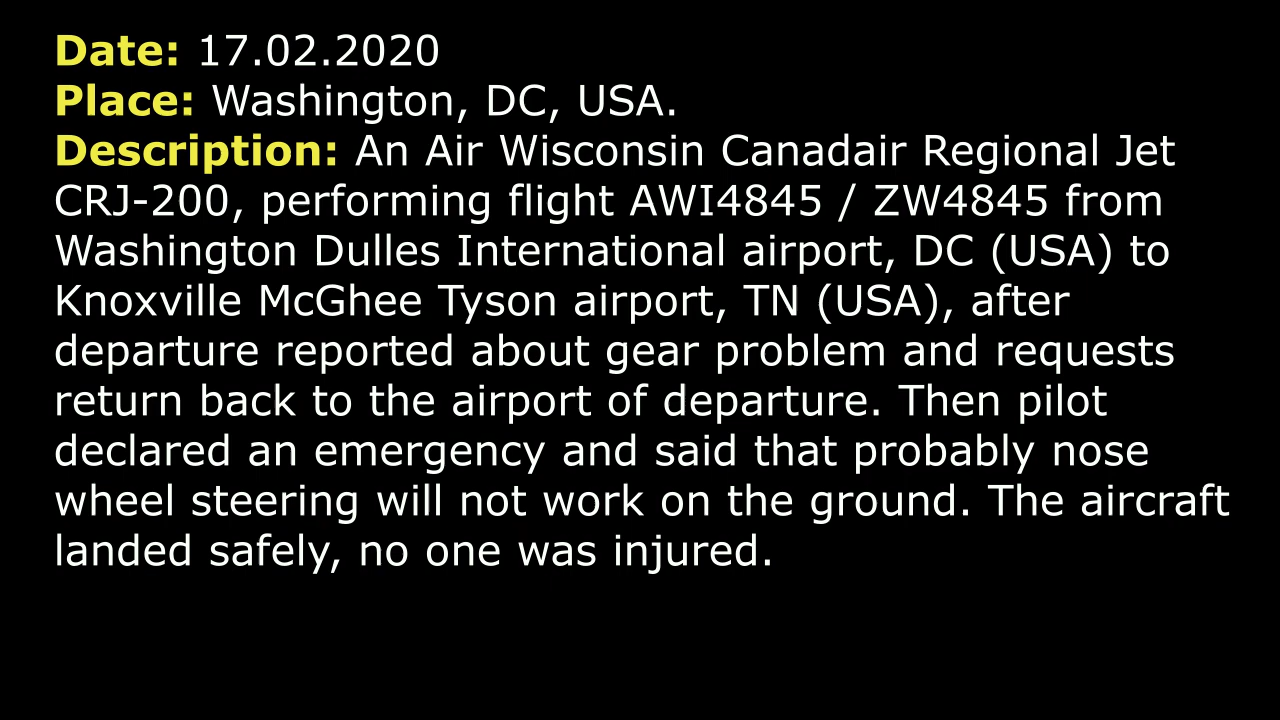 Date: 17.02.2020
Place: Washington, DC, USA.
Description: An Air Wisconsin Canadair Regional Jet
CRJ-200, performing flight AWI4845 / ZW4845 from
Washington Dulles International airport, DC (USA) to
Knoxville McGhee Tyson airport, TN (USA), after
departure reported about gear problem and requests
return back to the airport of departure. Then pilot
declared an emergency and said that probably nose
wheel steering will not work on the ground. The aircraft
landed safely, no one was injured.